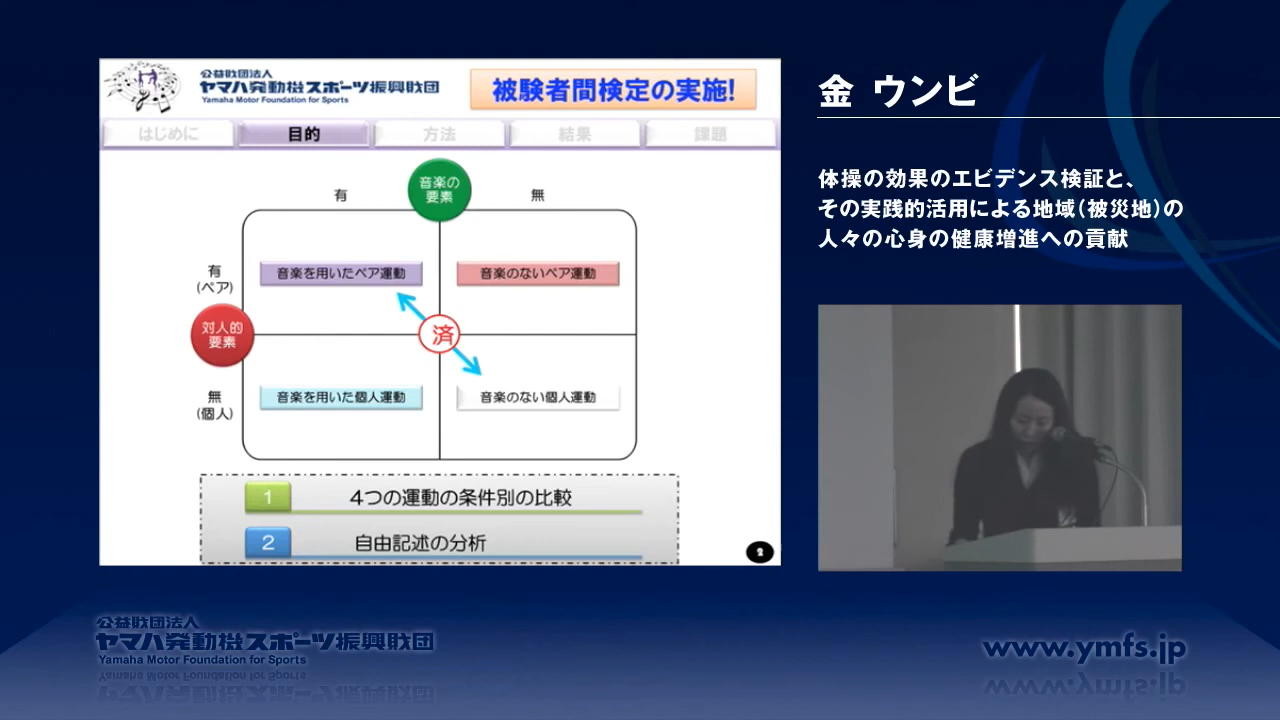 公益財団法人
ヤマハ発動機スポーツ振興財団
Yamaha Motor Foundation for Sports
被験者間検定の実施!
はじめに
目的
方法
結果
課題
音楽の
要素
有
無
有
(ペア)
音楽を用いたペア運動
音楽のないペア運動
対人的
要素
済
無
(個人)
音楽を用いた個人運動
音楽のない個人運動
1
4つの運動の条件別の比較
2
自由記述の分析
2
金 ウンビ
体操の効果のエビデンス検証と、
その実践的活用による地域(被災地)の
人々の心身の健康増進への貢献
公益財団法人
ヤマハ発動機スポーツ振興財団
Yamaha Motor Foundation for Sports
www.ymfs.jp